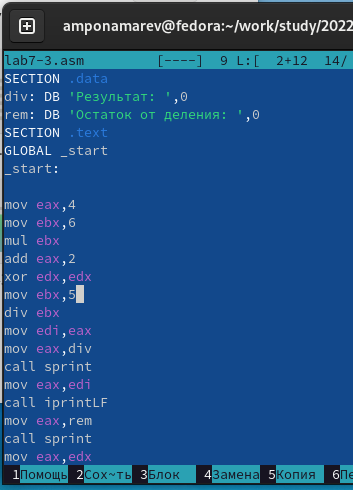 amponamarev@fedora:~/work/study/2022
lab7-3.asm [----] 9 L:[ 2+12 14/
SECTION .data
div: DB 'Результат: ',0
rem: DB 'Остаток от деления: ',0
SECTION .text
GLOBAL _start
_start:
mov eax,4
mov ebx,6
mul ebx
add eax,2
xor edx,edx
mov ebx,5
div ebx
mov edi,eax
mov eax,div
call sprint
mov eax,edi
call iprintLF
mov eax,rem
call sprint
mov eax,edx
1Помощь 2Сох~ть 3Блок 4Замена 5Копия 6Пе